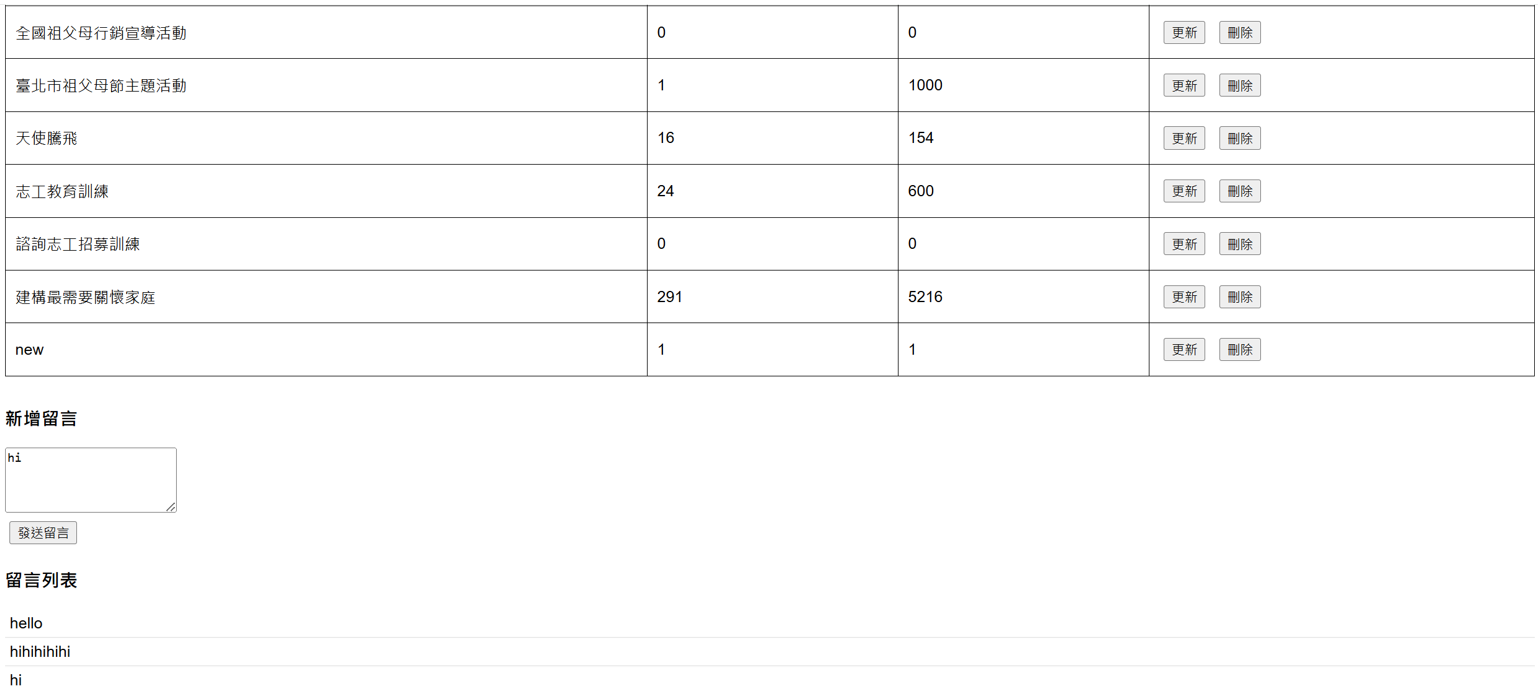 全國祖父母行銷宣導活動 0 0 更新 刪除
臺北市祖父母節主題活動 1 1000 更新 刪除
天使騰飛 16 154 更新 刪除
志工教育訓練 24 600 更新 刪除
諮詢志工招募訓練 0 0 更新 刪除
建構最需要關懷家庭 291 5216 更新 刪除
new 1 1 更新 刪除
新增留言
hi
發送留言
留言列表
hello
hihihihihi
hi